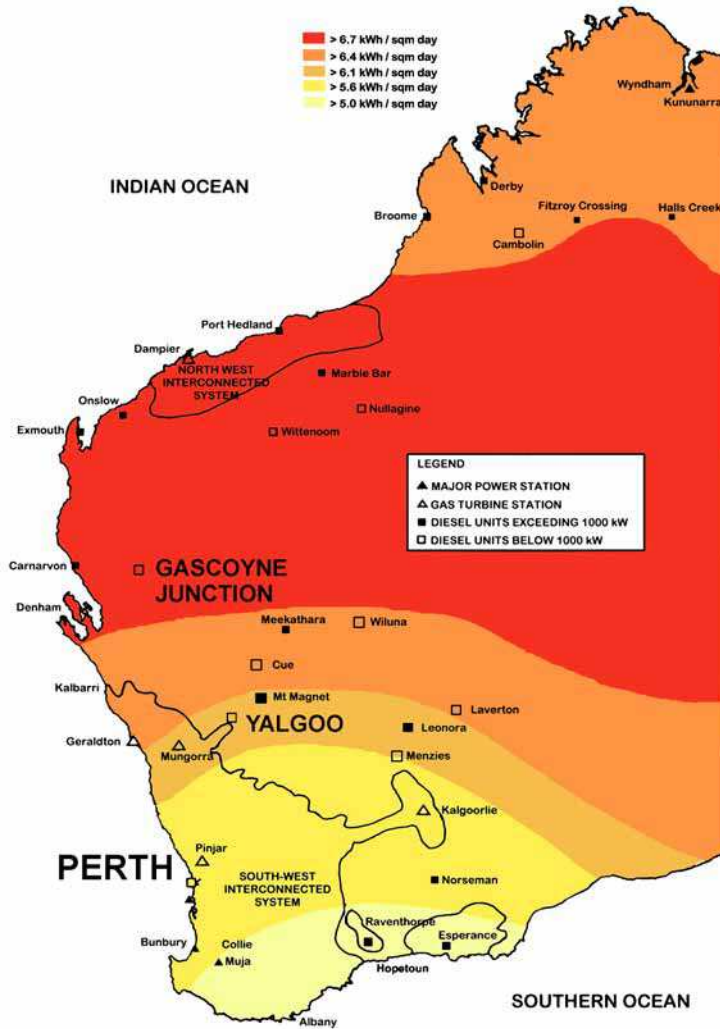 > 6.7 kWh / sqm day
> 6.4 kWh / sqm day
> 6.1 kWh / sqm day
> 5.6 kWh / sqm day
> 5.0 kWh / sqm day
Wyndham
Kununarra
INDIAN OCEAN
Derby
Broome
Fitzroy Crossing
Halls Creek
Cambolin
Port Hedland
Dampier
NORTH WEST
INTERCONNECTED
SYSTEM
Marble Bar
Onslow
Nullagine
Exmouth
Wittenoom
LEGEND
MAJOR POWER STATION
GAS TURBINE STATION
DIESEL UNITS EXCEEDING 1000 kW
DIESEL UNITS BELOW 1000 kW
Carnarvon
GASCOYNE
JUNCTION
Denham
Meekathara
Wiluna
Cue
Kalbarri
Mt Magnet
Laverton
YALGOO
Leonora
Geraldton
Mungorra
Menzies
Kalgoorlie
Pinjar
PERTH
SOUTH-WEST
INTERCONNECTED
SYSTEM
Norseman
Raventhorpe
Esperance
Bunbury
Collie
Muja
Hopetoun
Albany
SOUTHERN OCEAN